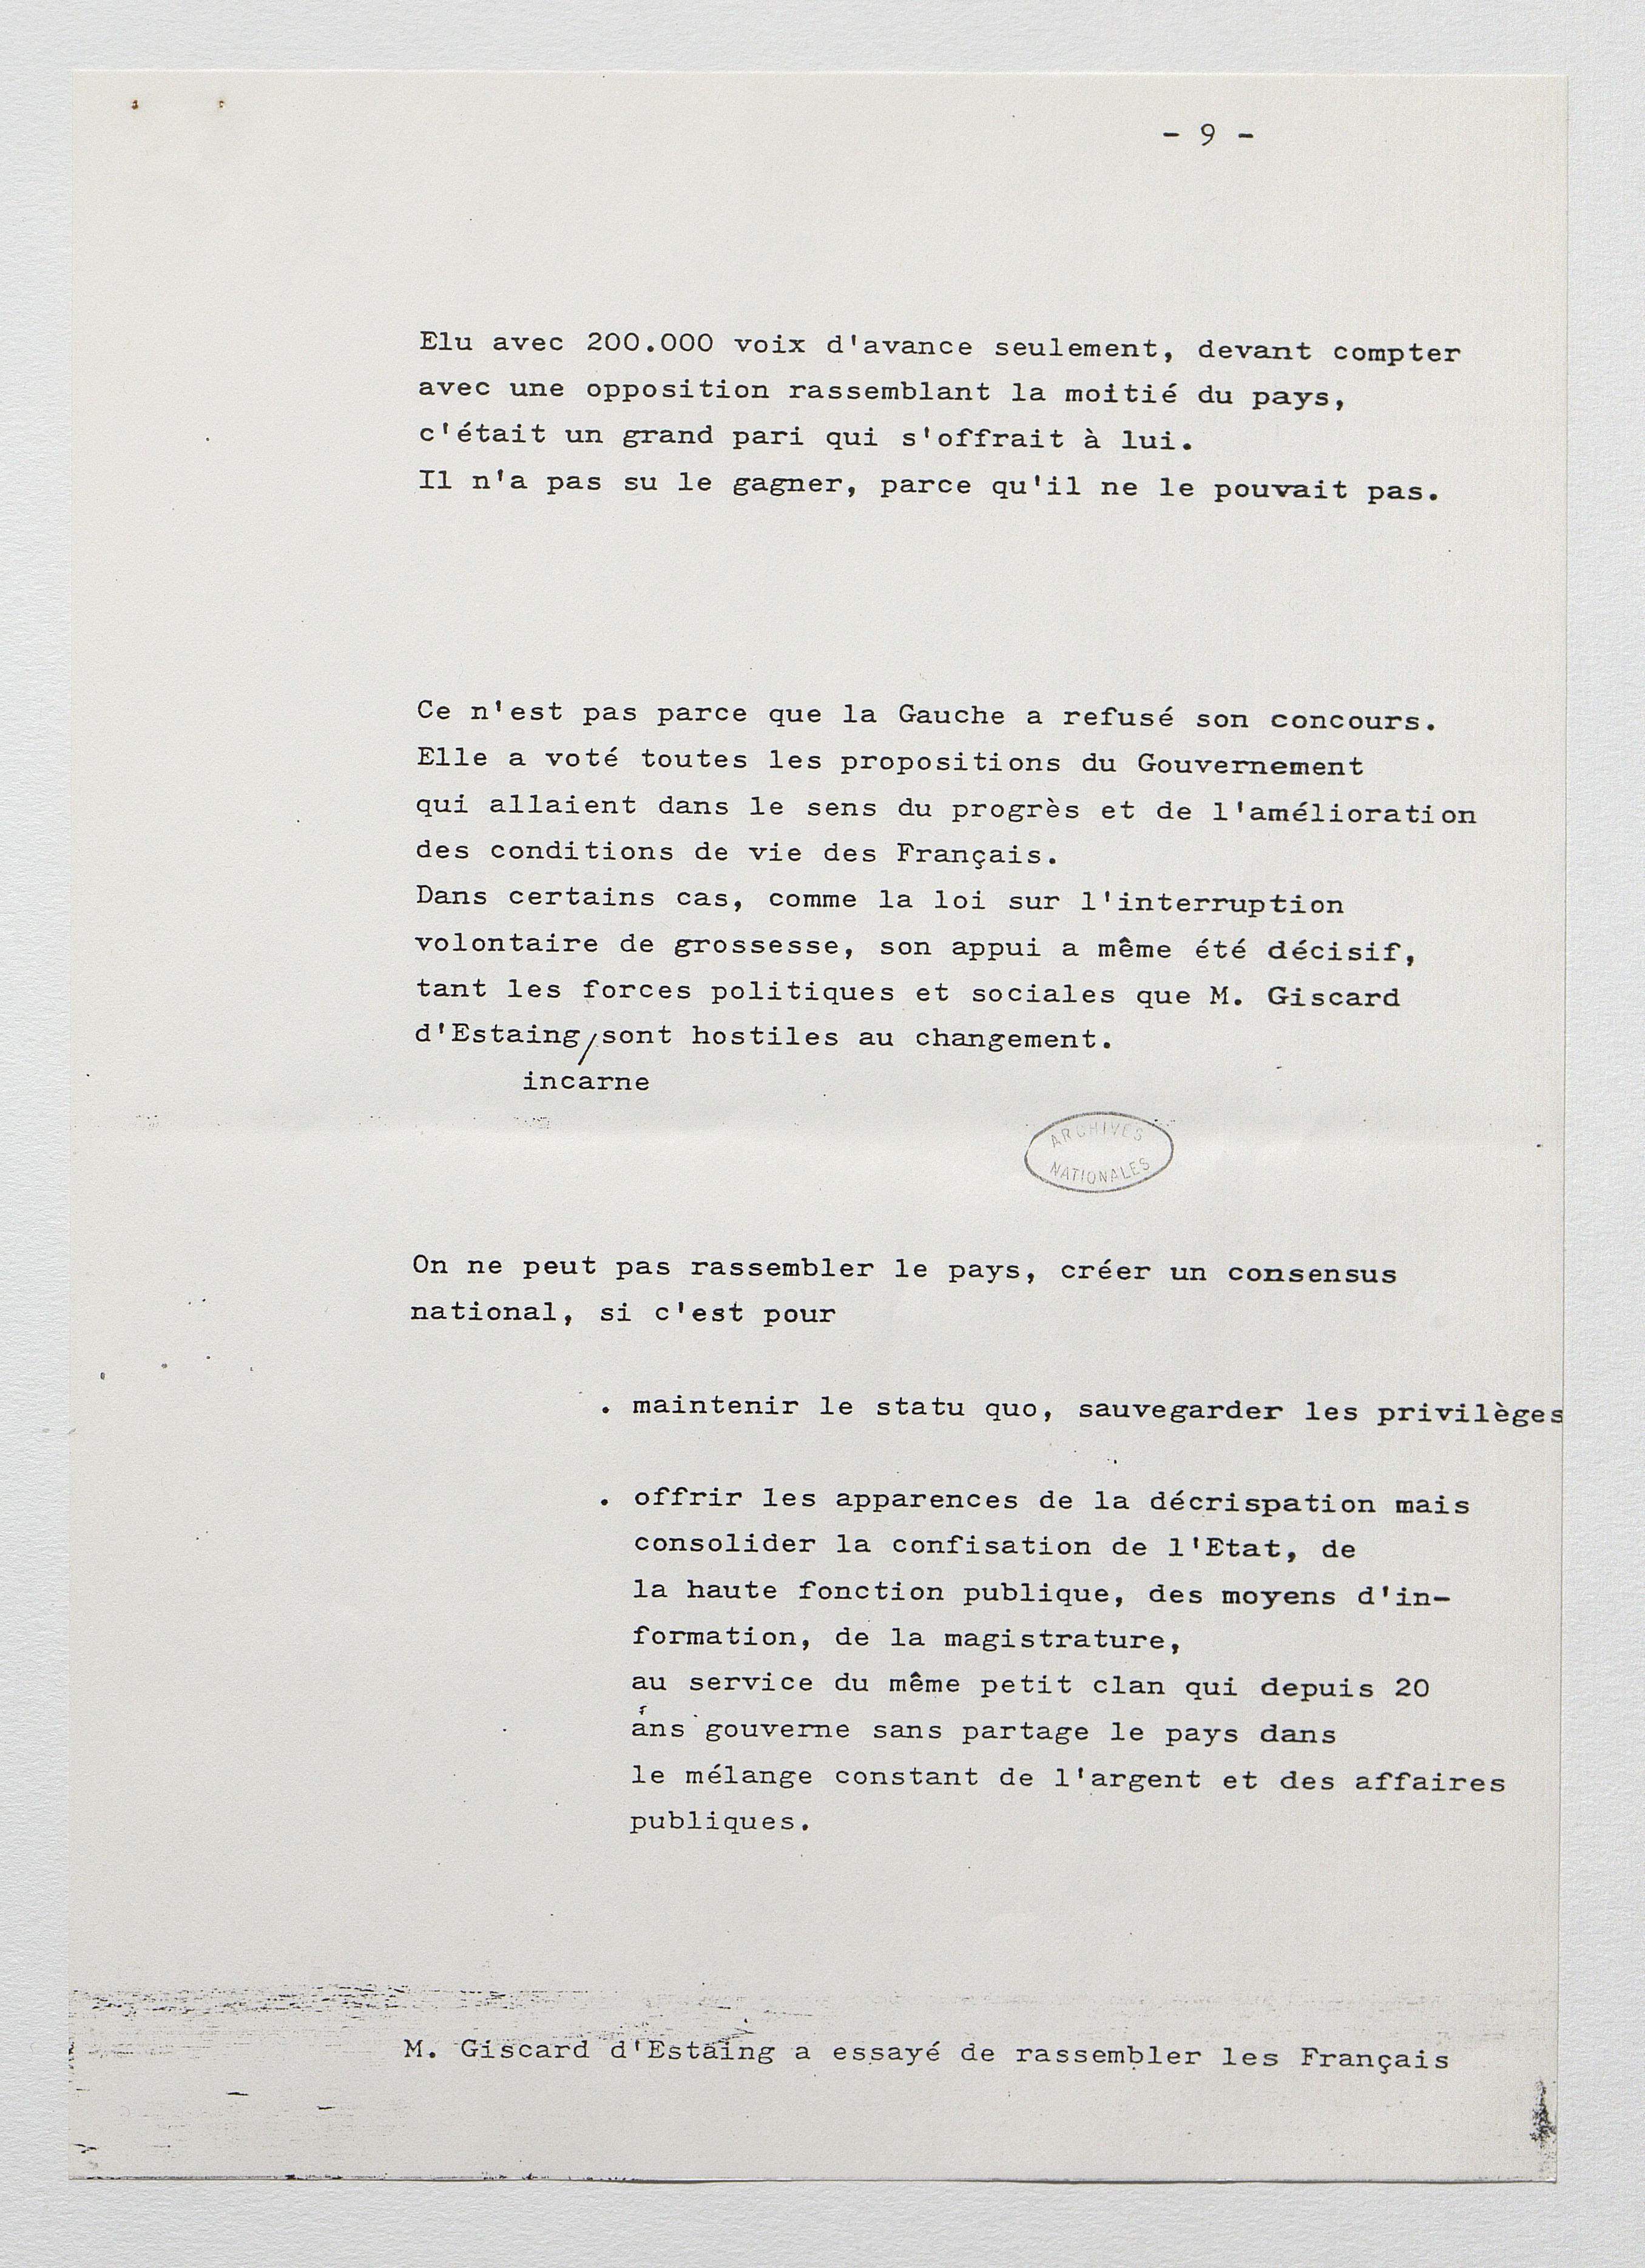 - 9 -
Elu avec 200.000 voix d'avance seulement, devant compter
avec une opposition rassemblant la moitié du pays,
c'était un grand pari qui s'offrait à lui.
Il n'a pas su le gagner, parce qu'il ne le pouvait pas.
Ce n'est pas parce que la Gauche a refusé son concours.
Elle a voté toutes les propositions du Gouvernement
qui allaient dans le sens du progrès et de l'amélioration
des conditions de vie des Français.
Dans certains cas, comme la loi sur l'interruption
volontaire de grossesse, son appui a même été décisif,
tant les forces politiques et sociales que M. Giscard
d'Estaing/sont hostiles au changement.
incarne
ARCHIVES
NATIONALES
On ne peut pas rassembler le pays, créer un consensus
national, si c'est pour
. maintenir le statu quo, sauvegarder les privilèges
. offrir les apparences de la décrispation mais
consolider la confisation de l'Etat, de
la haute fonction publique, des moyens d'in-
formation, de la magistrature,
au service du même petit clan qui depuis 20
ans gouverne sans partage le pays dans
le mélange constant de l'argent et des affaires
publiques.
M. Giscard d'Estaing a essayé de rassembler les Français